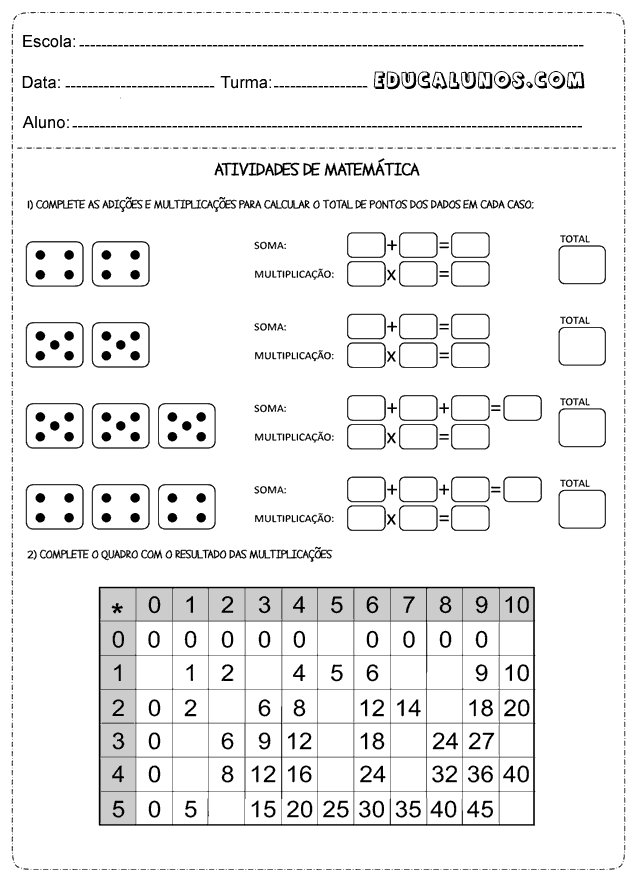 Escola:
Data: Turma: EDUCALUNOS.COM
Aluno:
ATIVIDADES DE MATEMÁTICA
1) COMPLETE AS ADIÇÕES E MULTIPLICAÇÕES PARA CALCULAR O TOTAL DE PONTOS DOS DADOS EM CADA CASO:
SOMA: + = TOTAL
MULTIPLICAÇÃO: x =
SOMA: + = TOTAL
MULTIPLICAÇÃO: x =
SOMA: + + = TOTAL
MULTIPLICAÇÃO: x =
SOMA: + + = TOTAL
MULTIPLICAÇÃO: x =
2) COMPLETE O QUADRO COM O RESULTADO DAS MULTIPLICAÇÕES
* 0 1 2 3 4 5 6 7 8 9 10
0 0 0 0 0 0 0 0 0 0
1 1 2 4 5 6 9 10
2 0 2 6 8 12 14 18 20
3 0 6 9 12 18 24 27
4 0 8 12 16 24 32 36 40
5 0 5 15 20 25 30 35 40 45